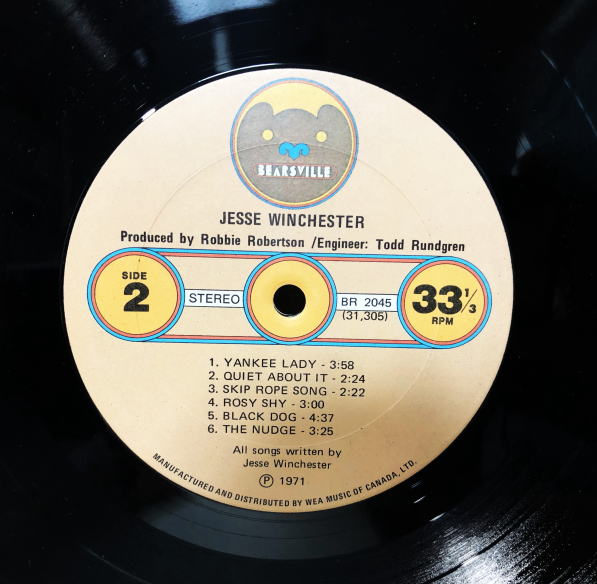 BEARSVILLE
JESSE WINCHESTER
Produced by Robbie Robertson /Engineer: Todd Rundgren
SIDE
2
STEREO
BR 2045
(31,305)
33 1/3
RPM
1. YANKEE LADY - 3:58
2. QUIET ABOUT IT - 2:24
3. SKIP ROPE SONG - 2:22
4. ROSY SHY - 3:00
5. BLACK DOG - 4:37
6. THE NUDGE - 3:25
All songs written by
Jesse Winchester
Ⓟ 1971
MANUFACTURED AND DISTRIBUTED BY WEA MUSIC OF CANADA, LTD.